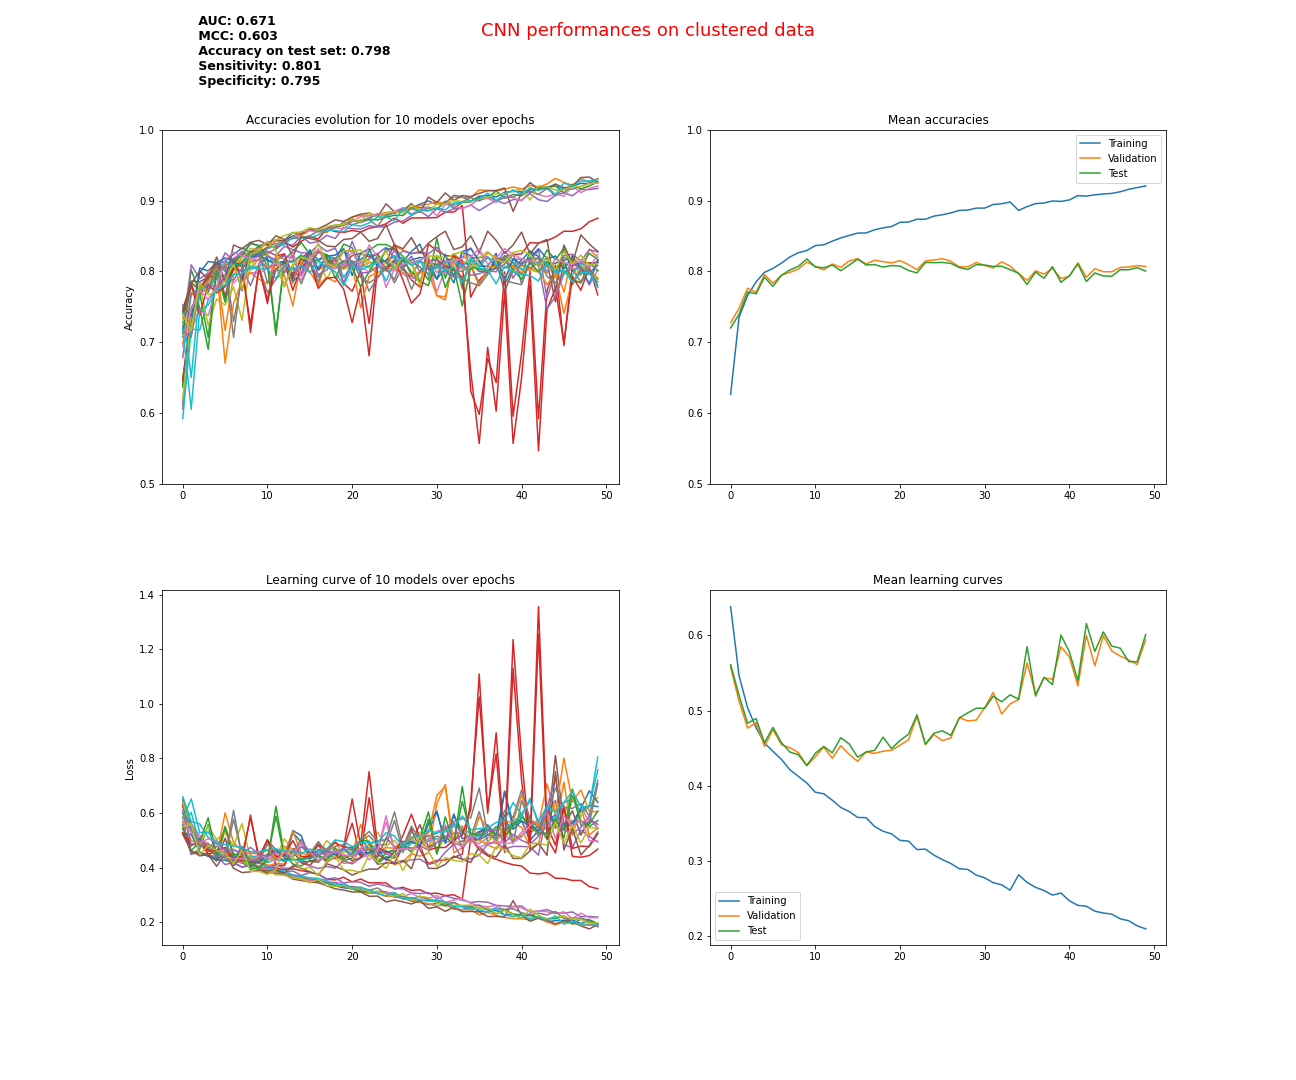 AUC: 0.671
MCC: 0.603
Accuracy on test set: 0.798
Sensitivity: 0.801
Specificity: 0.795
CNN performances on clustered data
Accuracies evolution for 10 models over epochs
1.0
0.9
0.8
0.7
0.6
0.5
Accuracy
0 10 20 30 40 50
Mean accuracies
1.0
0.9
0.8
0.7
0.6
0.5
Training
Validation
Test
0 10 20 30 40 50
Learning curve of 10 models over epochs
1.4
1.2
1.0
0.8
0.6
0.4
0.2
Loss
0 10 20 30 40 50
Mean learning curves
0.6
0.5
0.4
0.3
0.2
Training
Validation
Test
0 10 20 30 40 50